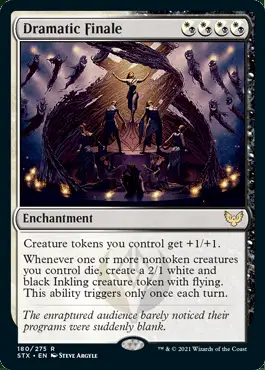 Dramatic Finale
Enchantment
Creature tokens you control get +1/+1.
Whenever one or more nontoken creatures
you control die, create a 2/1 white and
black Inkling creature token with flying.
This ability triggers only once each turn.
The enraptured audience barely noticed their
programs were suddenly blank.
180/275 R
STX • EN STEVE ARGYLE
™ & © 2021 Wizards of the Coast